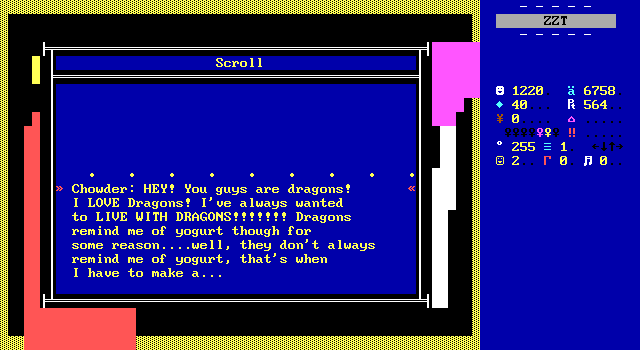 ZZT
Scroll
1220 ä 6758
40 R 564
0
255 ≡ 1 ←↓↑→
2 0 0
» Chowder: HEY! You guys are dragons! «
I LOVE Dragons! I've always wanted
to LIVE WITH DRAGONS!!!!!!! Dragons
remind me of yogurt though for
some reason....well, they don't always
remind me of yogurt, that's when
I have to make a...